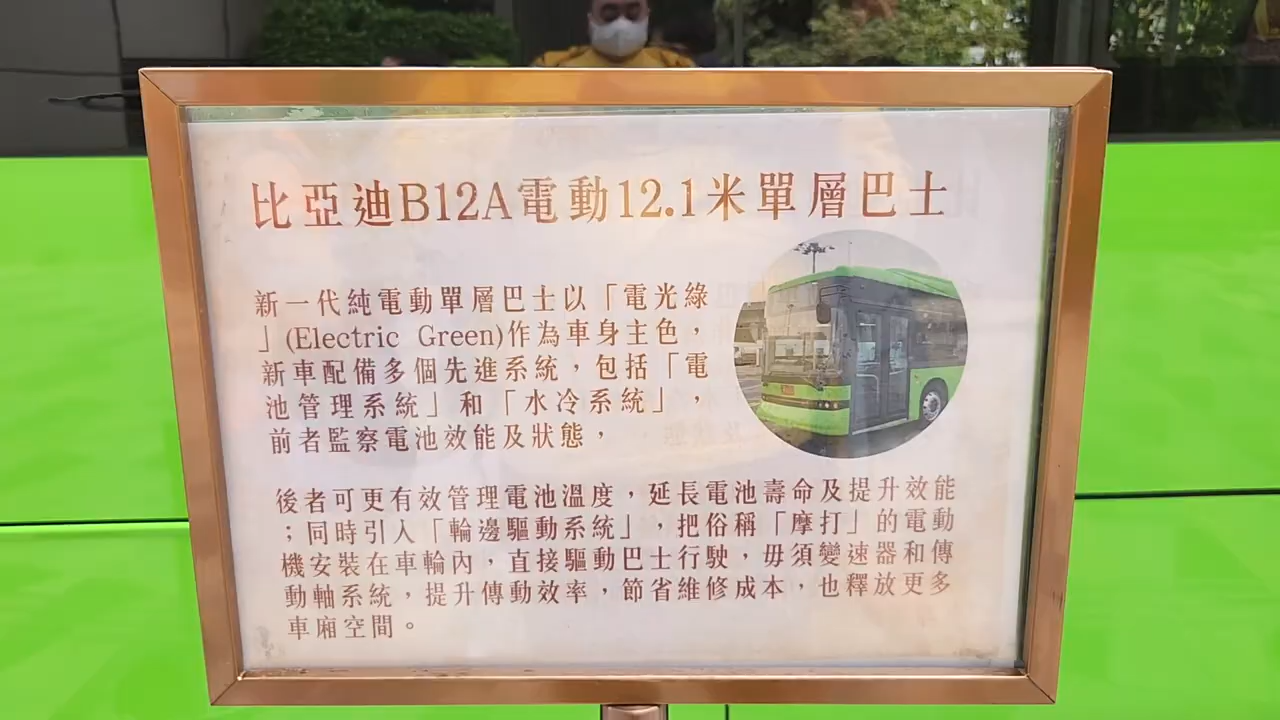 比亞迪B12A電動12.1米單層巴士
新一代純電動單層巴士以「電光綠
」(Electric Green)作為車身主色，
新車配備多個先進系統，包括「電
池管理系統」和「水冷系統」，
前者監察電池效能及狀態，
後者可更有效管理電池溫度，延長電池壽命及提升效能
；同時引入「輪邊驅動系統」，把俗稱「摩打」的電動
機安裝在車輪內，直接驅動巴士行駛，毋須變速器和傳
動軸系統，提升傳動效率，節省維修成本，也釋放更多
車廂空間。